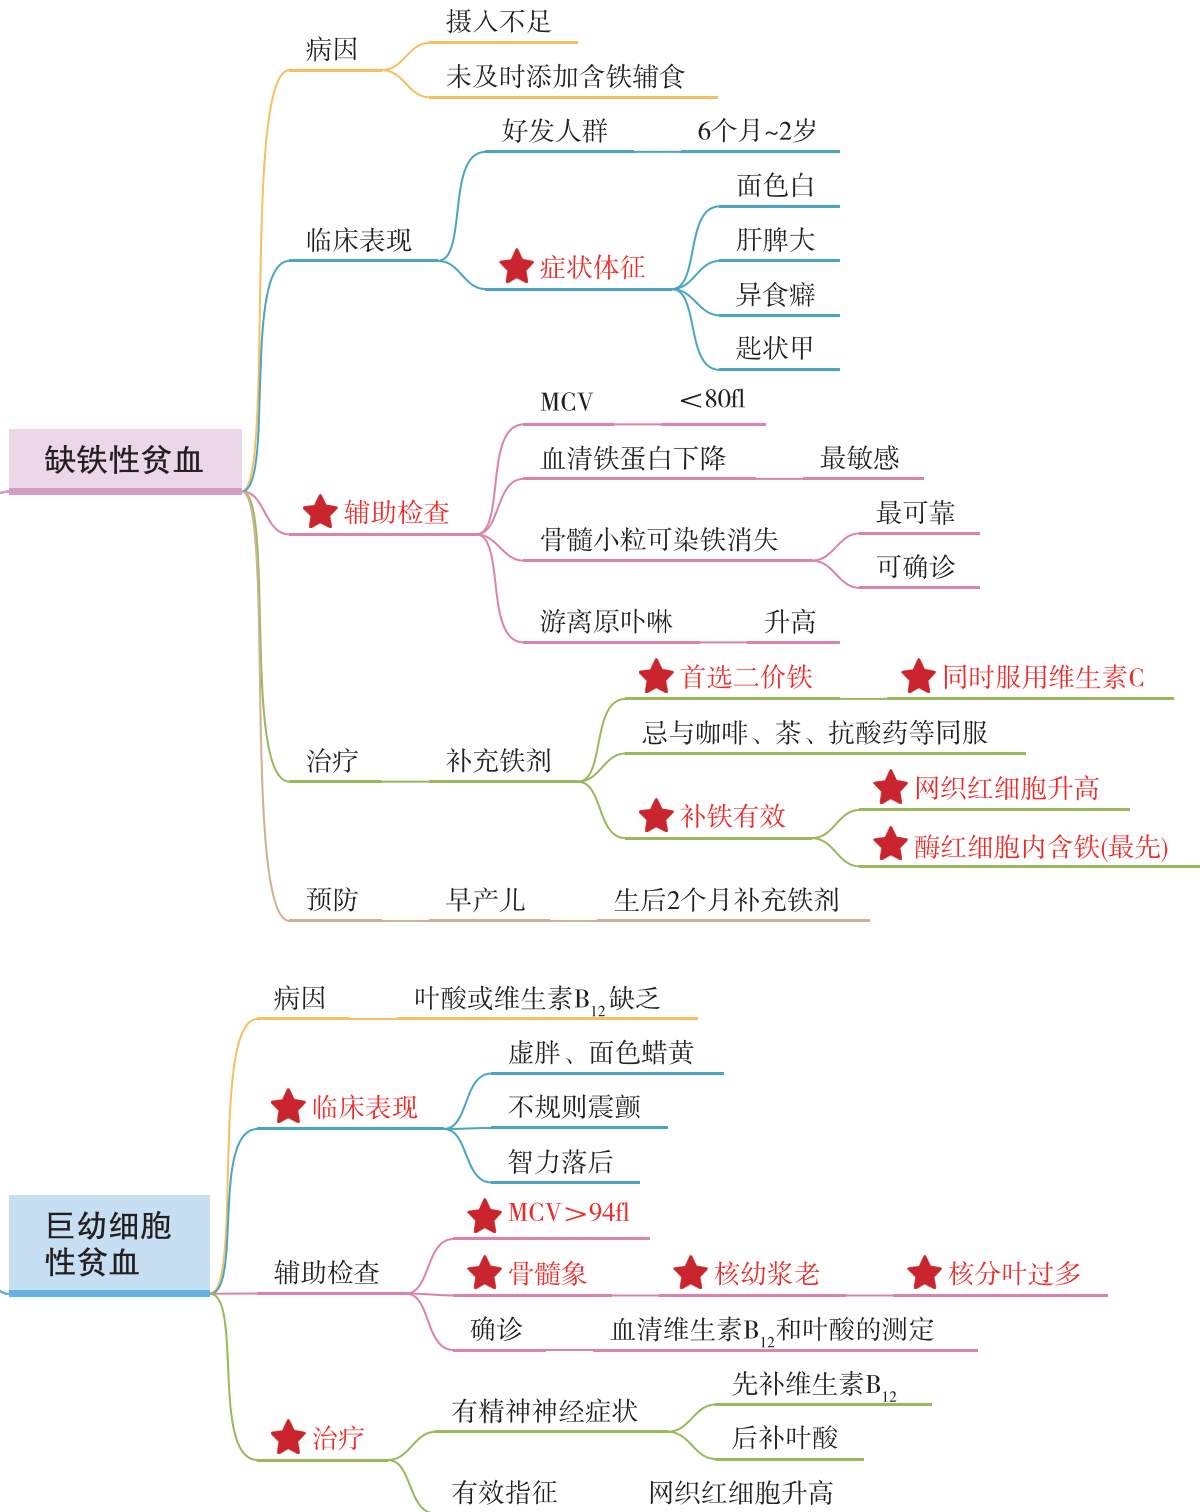 缺铁性贫血
病因
摄入不足
未及时添加含铁辅食
临床表现
好发人群
6个月~2岁
症状体征
面色白
肝脾大
异食癖
匙状甲
辅助检查
MCV
<80fl
血清铁蛋白下降
最敏感
骨髓小粒可染铁消失
最可靠
可确诊
游离原卟啉
升高
治疗
补充铁剂
首选二价铁
同时服用维生素C
忌与咖啡、茶、抗酸药等同服
补铁有效
网织红细胞升高
酶红细胞内含铁(最先)
预防
早产儿
生后2个月补充铁剂
巨幼细胞
性贫血
病因
叶酸或维生素B12缺乏
临床表现
虚胖、面色蜡黄
不规则震颤
智力落后
辅助检查
MCV>94fl
骨髓象
核幼浆老
核分叶过多
确诊
血清维生素B12和叶酸的测定
治疗
有精神神经症状
先补维生素B12
后补叶酸
有效指征
网织红细胞升高